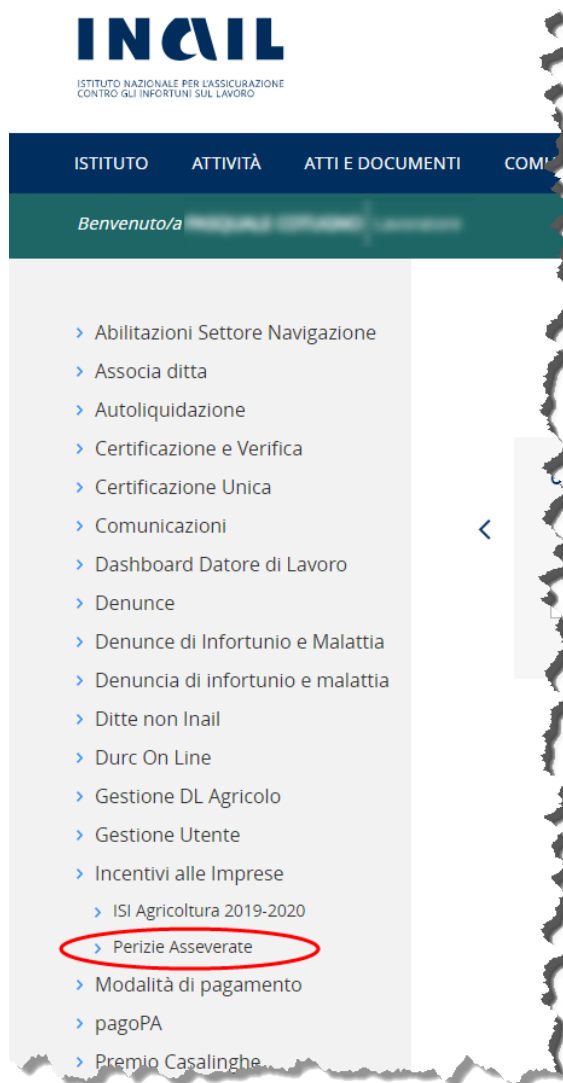 INAIL
ISTITUTO NAZIONALE PER L'ASSICURAZIONE
CONTRO GLI INFORTUNI SUL LAVORO
ISTITUTO ATTIVITÀ ATTI E DOCUMENTI
Benvenuto/a
Abilitazioni Settore Navigazione
Associa ditta
Autoliquidazione
Certificazione e Verifica
Certificazione Unica
Comunicazioni
Dashboard Datore di Lavoro
Denunce
Denunce di Infortunio e Malattia
Denuncia di infortunio e malattia
Ditte non Inail
Durc On Line
Gestione DL Agricolo
Gestione Utente
Incentivi alle Imprese
ISI Agricoltura 2019-2020
Perizie Asseverate
Modalità di pagamento
pagoPA
Premio Casalinghe